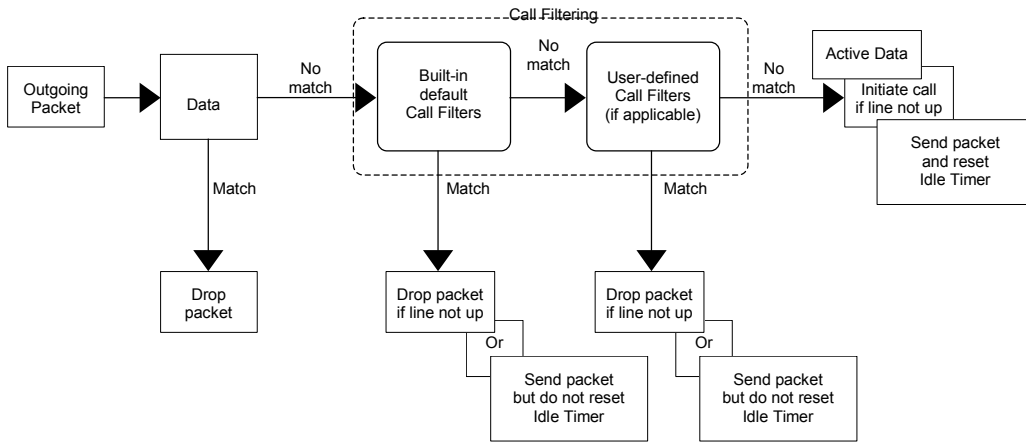 Call Filtering
Outgoing
Packet
Data
No
match
Built-in
default
Call Filters
No
match
User-defined
Call Filters
(if applicable)
No
match
Active Data
Initiate call
if line not up
Send packet
and reset
Idle Timer
Match
Match
Match
Drop
packet
Drop packet
if line not up
Or
Send packet
but do not reset
Idle Timer
Drop packet
if line not up
Or
Send packet
but do not reset
Idle Timer